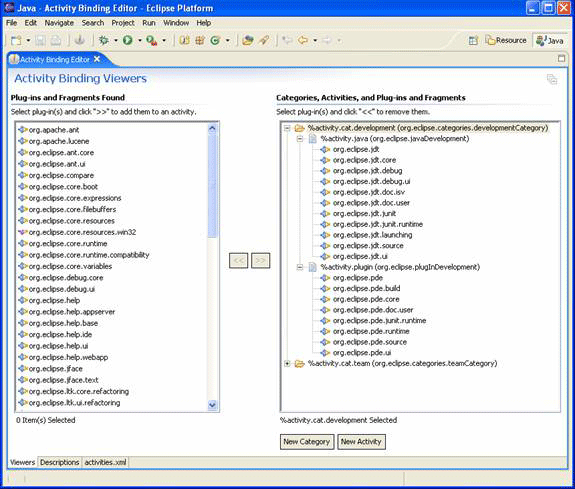 Java - Activity Binding Editor - Eclipse Platform
File Edit Navigate Search Project Run Window Help
Resource Java
Activity Binding Editor
Activity Binding Viewers
Plug-ins and Fragments Found
Select plug-in(s) and click ">>" to add them to an activity.
org.apache.ant
org.apache.lucene
org.eclipse.ant.core
org.eclipse.ant.ui
org.eclipse.compare
org.eclipse.core.boot
org.eclipse.core.expressions
org.eclipse.core.filebuffers
org.eclipse.core.resources
org.eclipse.core.resources.win32
org.eclipse.core.runtime
org.eclipse.core.runtime.compatibility
org.eclipse.core.variables
org.eclipse.debug.core
org.eclipse.debug.ui
org.eclipse.help
org.eclipse.help.appserver
org.eclipse.help.base
org.eclipse.help.ide
org.eclipse.help.ui
org.eclipse.help.webapp
org.eclipse.jface
org.eclipse.jface.text
org.eclipse.ltk.core.refactoring
org.eclipse.ltk.ui.refactoring
0 Item(s) Selected
<< >>
Categories, Activities, and Plug-ins and Fragments
Select plug-in(s) and click "<<" to remove them.
%activity.cat.development (org.eclipse.categories.developmentCategory)
%activity.java (org.eclipse.javaDevelopment)
org.eclipse.jdt
org.eclipse.jdt.core
org.eclipse.jdt.debug
org.eclipse.jdt.debug.ui
org.eclipse.jdt.doc.isv
org.eclipse.jdt.doc.user
org.eclipse.jdt.junit
org.eclipse.jdt.junit.runtime
org.eclipse.jdt.launching
org.eclipse.jdt.source
org.eclipse.jdt.ui
%activity.plugin (org.eclipse.plugInDevelopment)
org.eclipse.pde
org.eclipse.pde.build
org.eclipse.pde.core
org.eclipse.pde.doc.user
org.eclipse.pde.junit.runtime
org.eclipse.pde.runtime
org.eclipse.pde.source
org.eclipse.pde.ui
%activity.cat.team (org.eclipse.categories.teamCategory)
%activity.cat.development Selected
New Category New Activity
Viewers Descriptions activities.xml